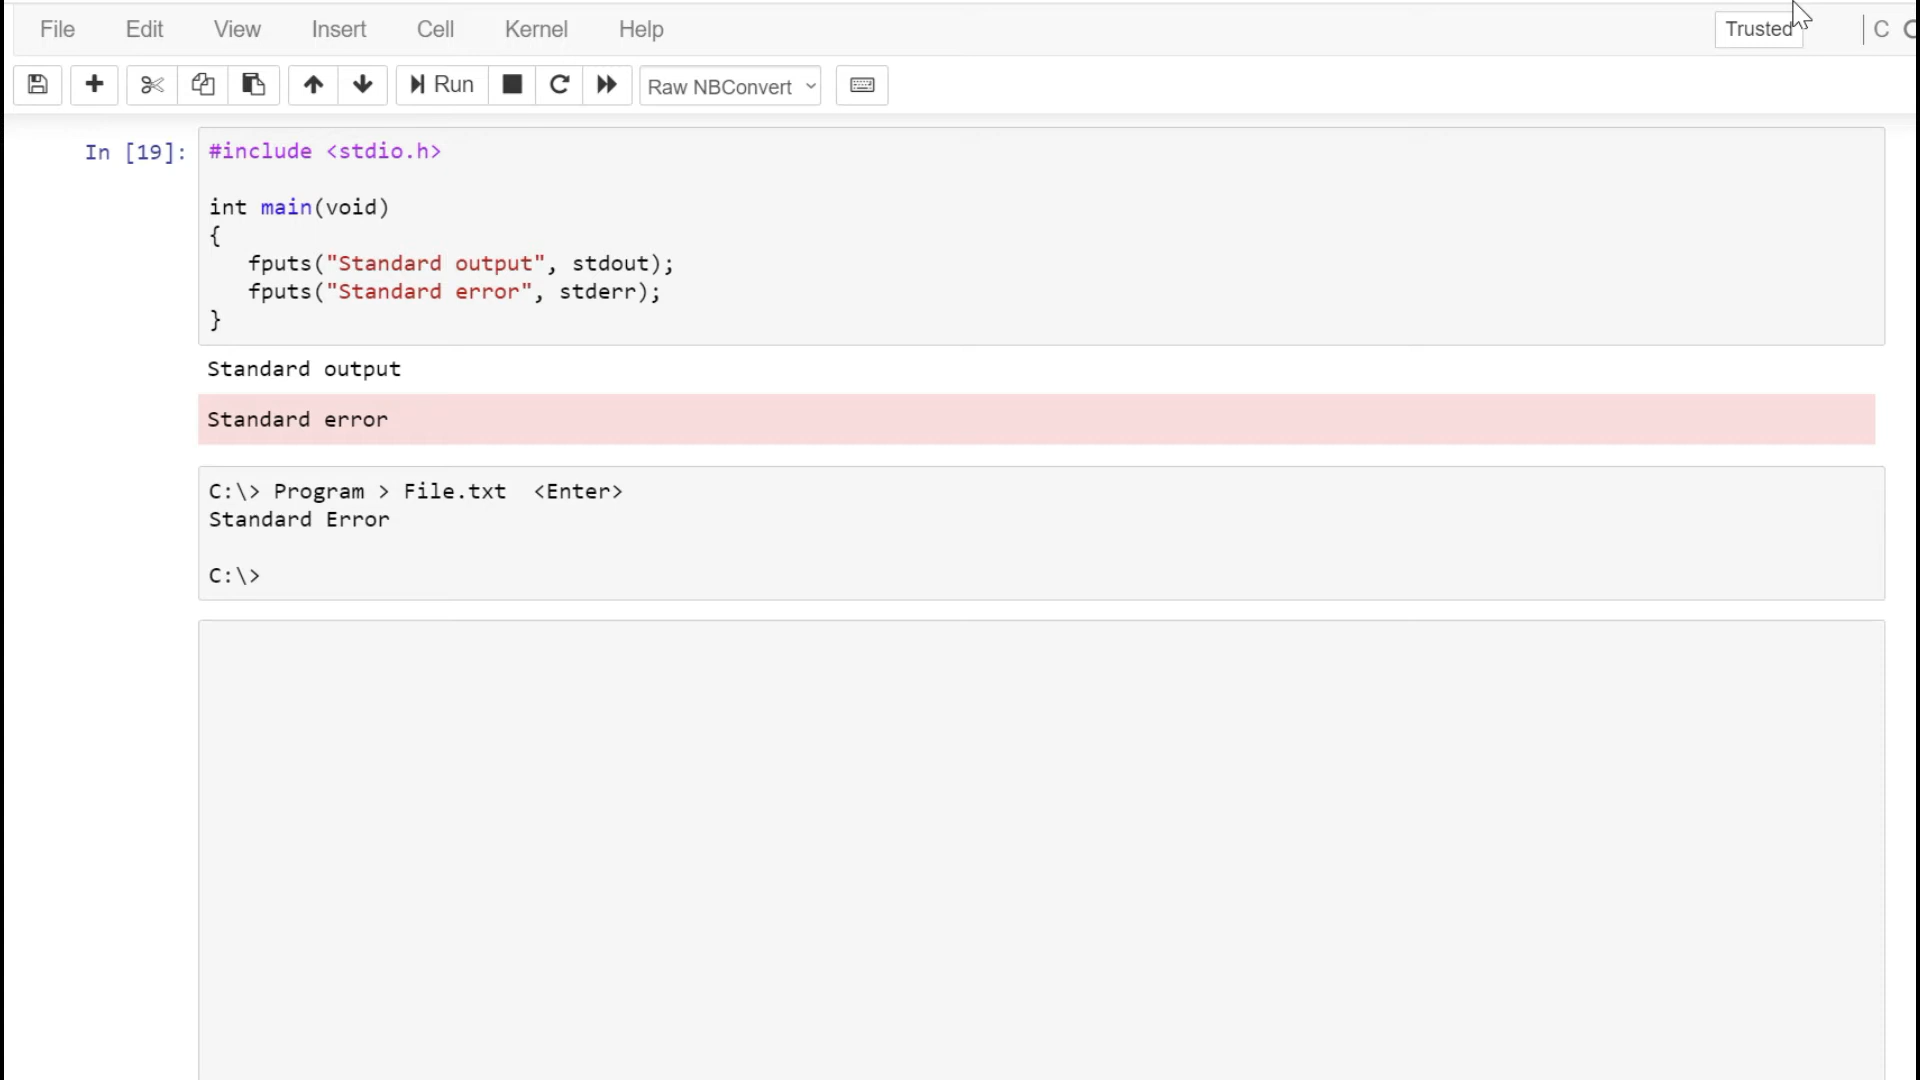 File Edit View Insert Cell Kernel Help Trusted C
Run Raw NBConvert
In [19]: #include <stdio.h>
int main(void)
{
fputs("Standard output", stdout);
fputs("Standard error", stderr);
}
Standard output
Standard error
C:\> Program > File.txt <Enter>
Standard Error
C:\>